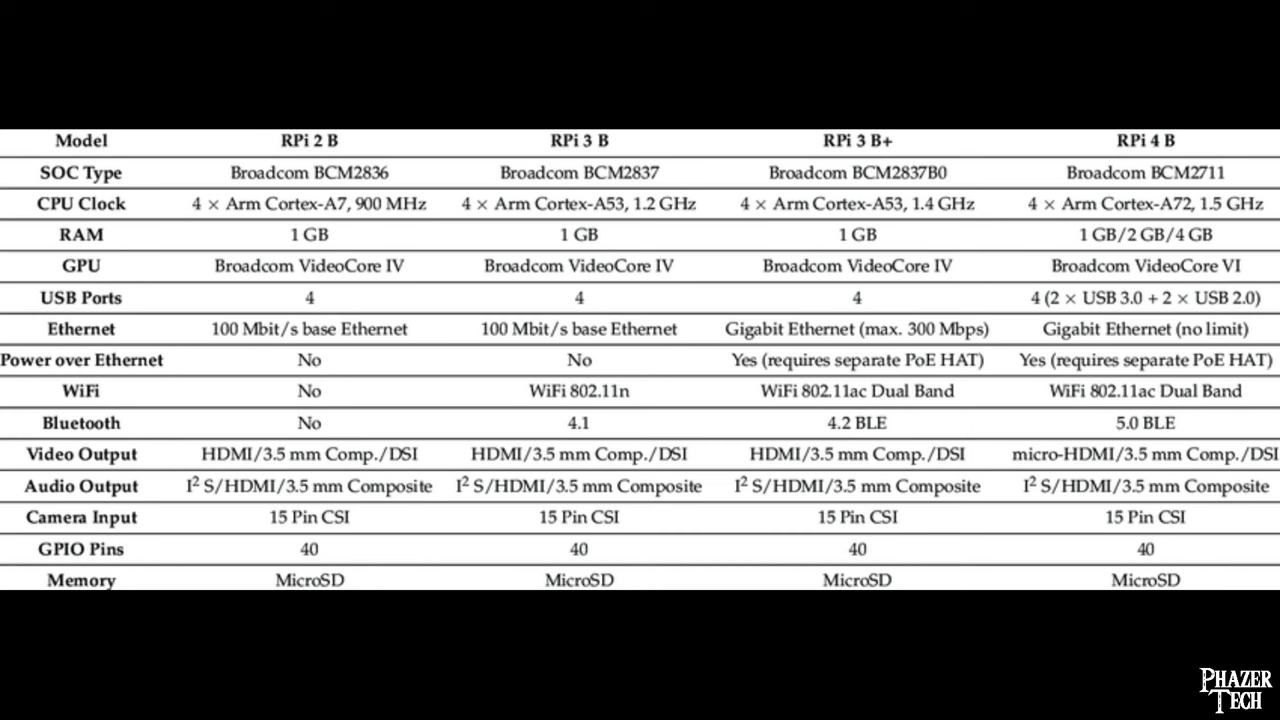 Model RPi 2 B RPi 3 B RPi 3 B+ RPi 4 B
SOC Type Broadcom BCM2836 Broadcom BCM2837 Broadcom BCM2837B0 Broadcom BCM2711
CPU Clock 4 × Arm Cortex-A7, 900 MHz 4 × Arm Cortex-A53, 1.2 GHz 4 × Arm Cortex-A53, 1.4 GHz 4 × Arm Cortex-A72, 1.5 GHz
RAM 1 GB 1 GB 1 GB 1 GB/2 GB/4 GB
GPU Broadcom VideoCore IV Broadcom VideoCore IV Broadcom VideoCore IV Broadcom VideoCore VI
USB Ports 4 4 4 4 (2 × USB 3.0 + 2 × USB 2.0)
Ethernet 100 Mbit/s base Ethernet 100 Mbit/s base Ethernet Gigabit Ethernet (max. 300 Mbps) Gigabit Ethernet (no limit)
Power over Ethernet No No Yes (requires separate PoE HAT) Yes (requires separate PoE HAT)
WiFi No WiFi 802.11n WiFi 802.11ac Dual Band WiFi 802.11ac Dual Band
Bluetooth No 4.1 4.2 BLE 5.0 BLE
Video Output HDMI/3.5 mm Comp./DSI HDMI/3.5 mm Comp./DSI HDMI/3.5 mm Comp./DSI micro-HDMI/3.5 mm Comp./DSI
Audio Output I² S/HDMI/3.5 mm Composite I² S/HDMI/3.5 mm Composite I² S/HDMI/3.5 mm Composite I² S/HDMI/3.5 mm Composite
Camera Input 15 Pin CSI 15 Pin CSI 15 Pin CSI 15 Pin CSI
GPIO Pins 40 40 40 40
Memory MicroSD MicroSD MicroSD MicroSD
PHAZER
TECH